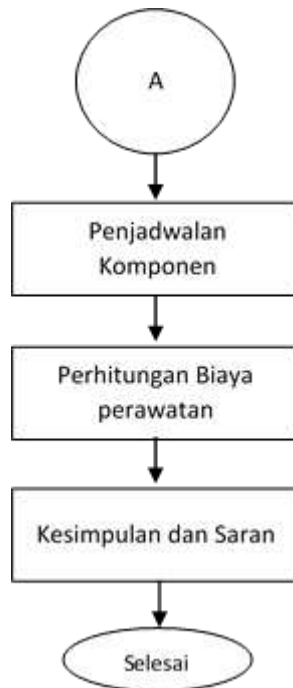 A
Penjadwalan
Komponen
Perhitungan Biaya
perawatan
Kesimpulan dan Saran
Selesai